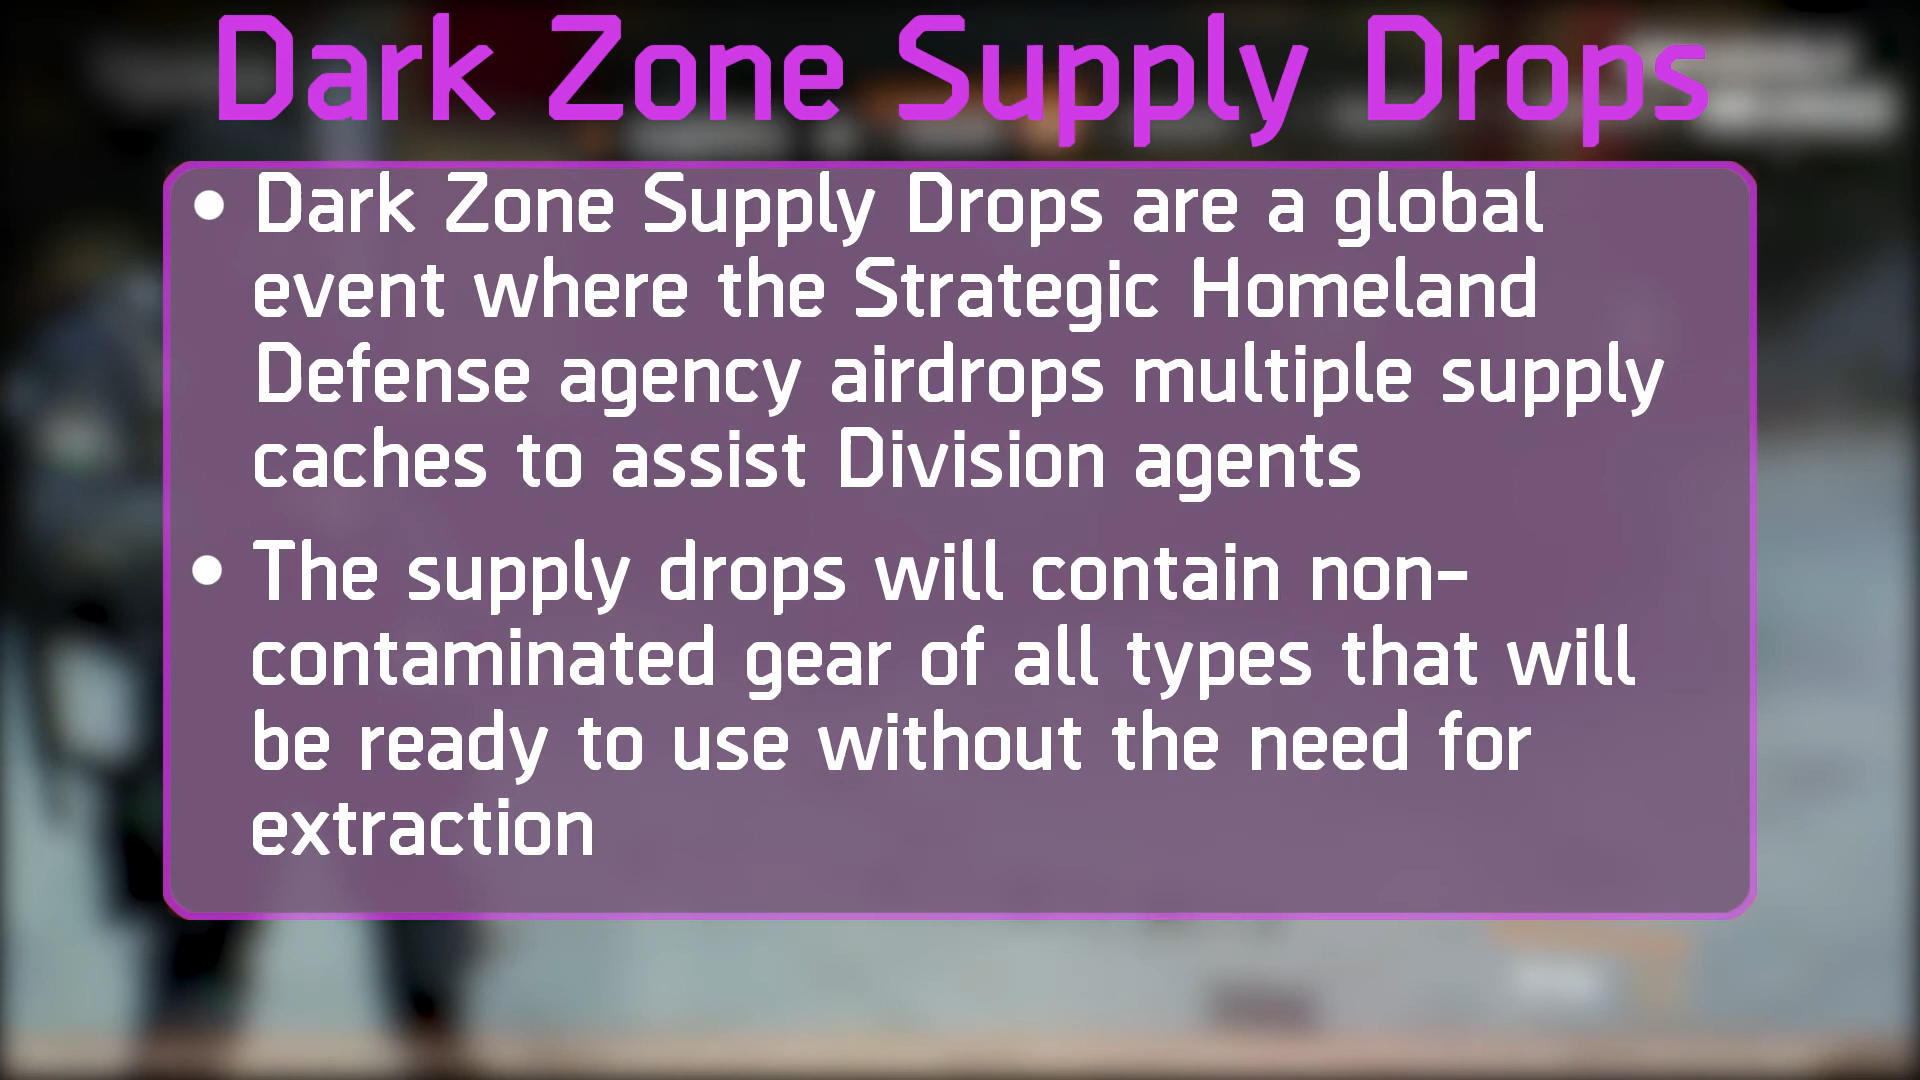 Dark Zone Supply Drops
• Dark Zone Supply Drops are a global
event where the Strategic Homeland
Defense agency airdrops multiple supply
caches to assist Division agents
• The supply drops will contain non-
contaminated gear of all types that will
be ready to use without the need for
extraction